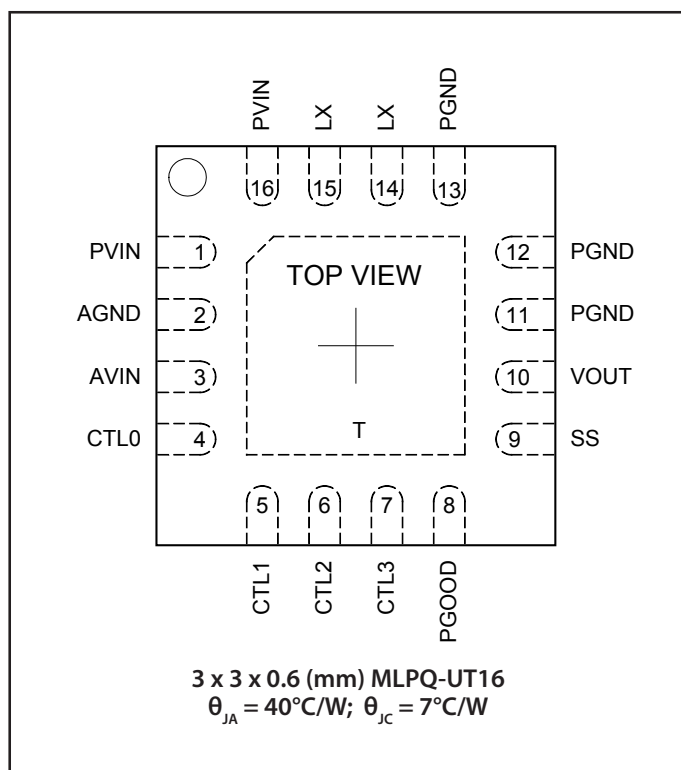 PVIN
LX
LX
PGND
16
15
14
13
PVIN
1
TOP VIEW
12
PGND
AGND
2
11
PGND
AVIN
3
10
VOUT
CTL0
4
T
9
SS
5
6
7
8
CTL1
CTL2
CTL3
PGOOD
3 x 3 x 0.6 (mm) MLPQ-UT16
θJA = 40°C/W; θJC = 7°C/W